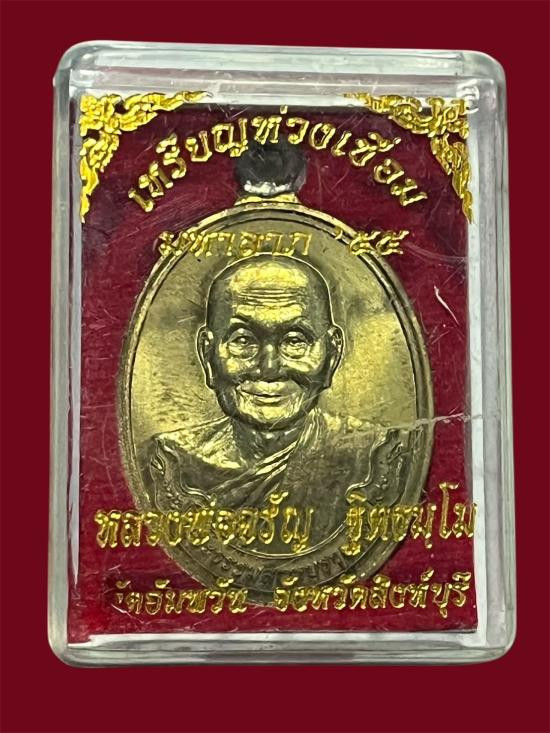 เหรียญห่วงเชื่อม
มหาลาภ '๕๕
หลวงพ่อจรัญ ฐิตธมฺโม
วัดอัมพวัน จังหวัดสิงห์บุรี